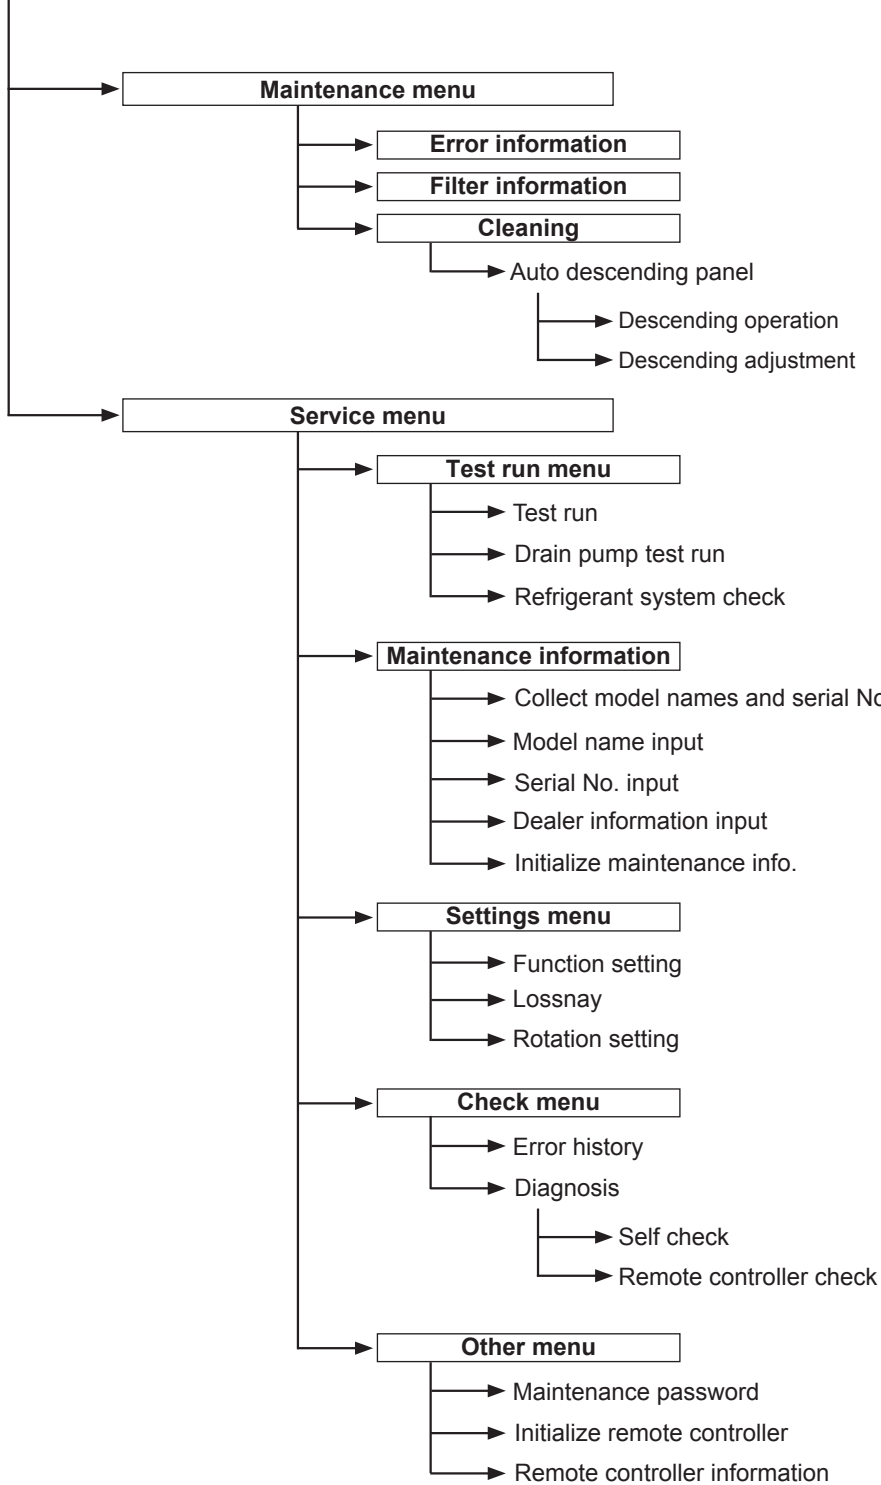 Maintenance menu
Error information
Filter information
Cleaning
Auto descending panel
Descending operation
Descending adjustment
Service menu
Test run menu
Test run
Drain pump test run
Refrigerant system check
Maintenance information
Collect model names and serial
Model name input
Serial No. input
Dealer information input
Initialize maintenance info.
Settings menu
Function setting
Lossnay
Rotation setting
Check menu
Error history
Diagnosis
Self check
Remote controller check
Other menu
Maintenance password
Initialize remote controller
Remote controller information